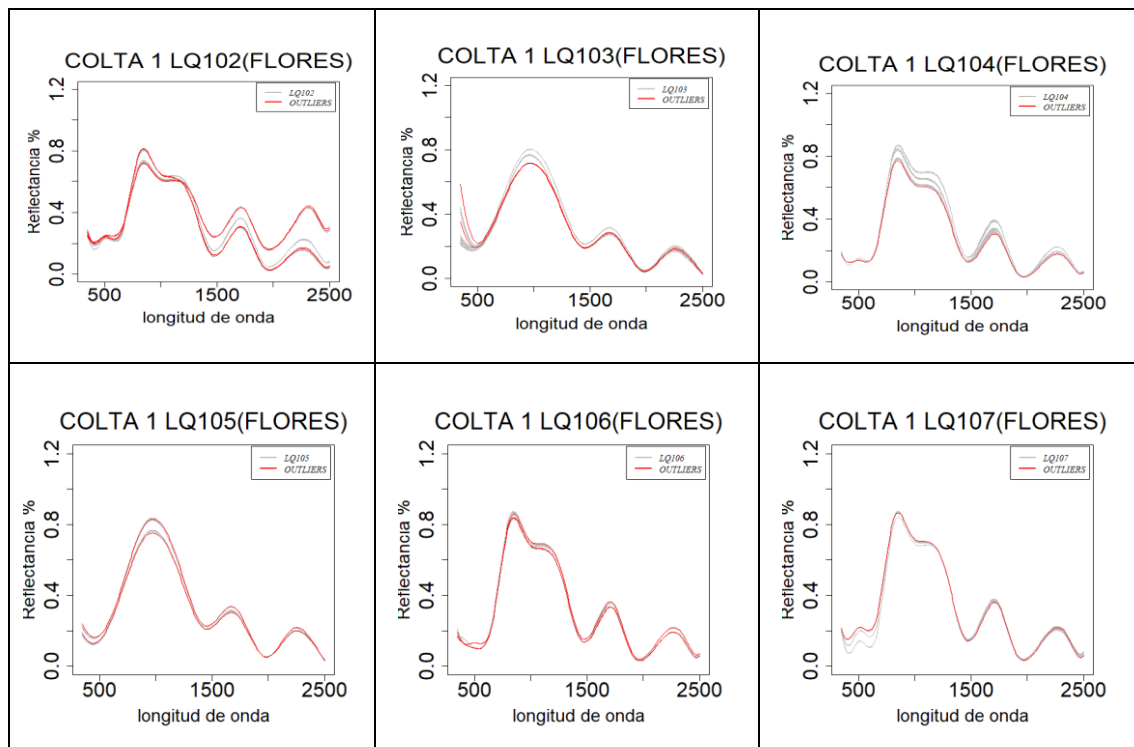 COLTA 1 LQ102(FLORES)
LQ102
OUTLIERS
Reflectancia %
0.0 0.4 0.8 1.2
500 1500 2500
longitud de onda
COLTA 1 LQ103(FLORES)
LQ103
OUTLIERS
Reflectancia %
0.0 0.4 0.8 1.2
500 1500 2500
longitud de onda
COLTA 1 LQ104(FLORES)
LQ104
OUTLIERS
Reflectancia %
0.0 0.4 0.8 1.2
500 1500 2500
longitud de onda
COLTA 1 LQ105(FLORES)
LQ105
OUTLIERS
Reflectancia %
0.0 0.4 0.8 1.2
500 1500 2500
longitud de onda
COLTA 1 LQ106(FLORES)
LQ106
OUTLIERS
Reflectancia %
0.0 0.4 0.8 1.2
500 1500 2500
longitud de onda
COLTA 1 LQ107(FLORES)
LQ107
OUTLIERS
Reflectancia %
0.0 0.4 0.8 1.2
500 1500 2500
longitud de onda